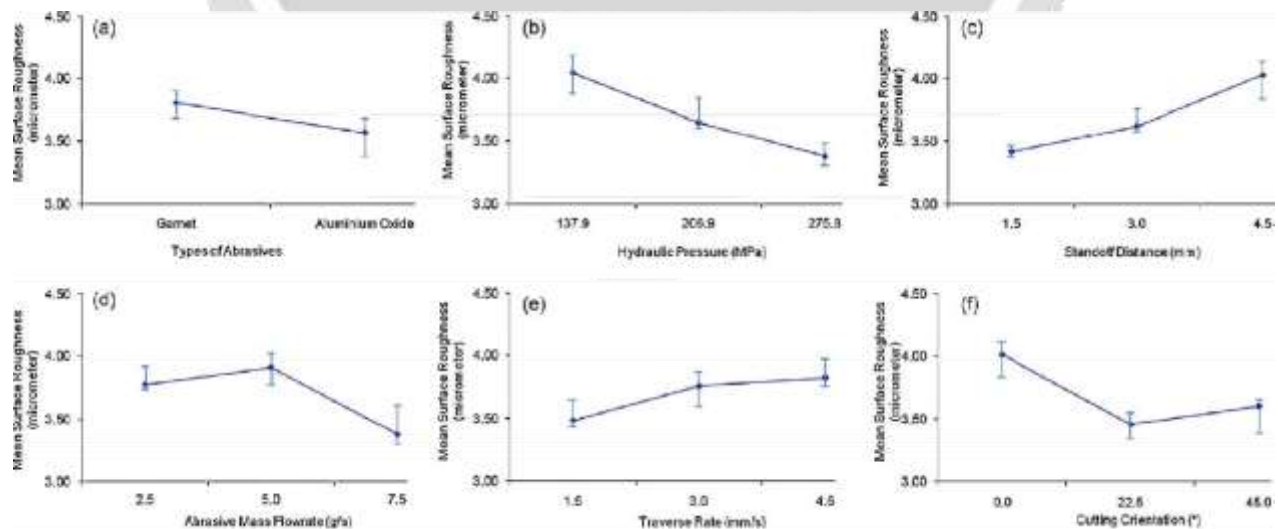 (a)
4.50
4.00
3.50
3.00
Mean Surface Roughness
(micrometer)
Garnet
Aluminium Oxide
Types of Abrasives
(b)
4.50
4.00
3.50
3.00
Mean Surface Roughness
(micrometer)
137.9
206.9
275.8
Hydraulic Pressure (MPa)
(c)
4.50
4.00
3.50
3.00
Mean Surface Roughness
(micrometer)
1.5
3.0
4.5
Standoff Distance (mm)
(d)
4.50
4.00
3.50
3.00
Mean Surface Roughness
(micrometer)
2.5
5.0
7.5
Abrasive Mass Flowrate (g/s)
(e)
4.50
4.00
3.50
3.00
Mean Surface Roughness
(micrometer)
1.5
3.0
4.5
Traverse Rate (mm/s)
(f)
4.50
4.00
3.50
3.00
Mean Surface Roughness
(micrometer)
0.0
22.5
45.0
Cutting Orientation (°)